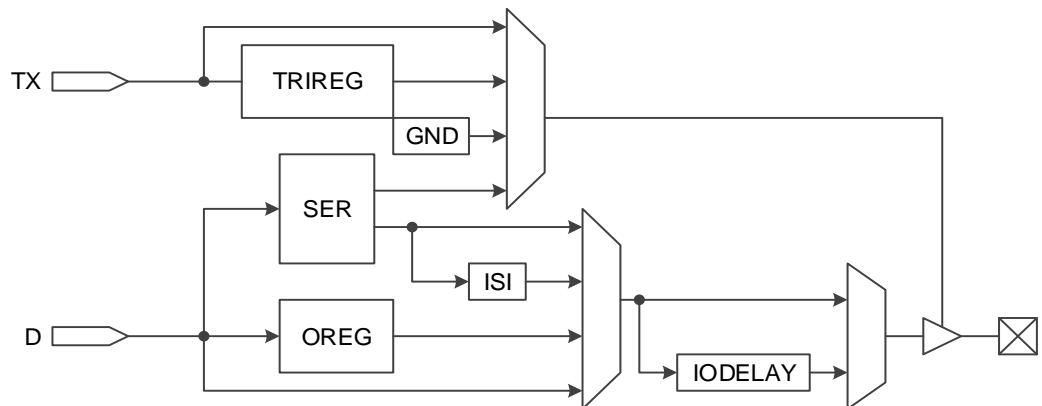 TX
TRIREG
GND
SER
ISI
D
OREG
IODELAY